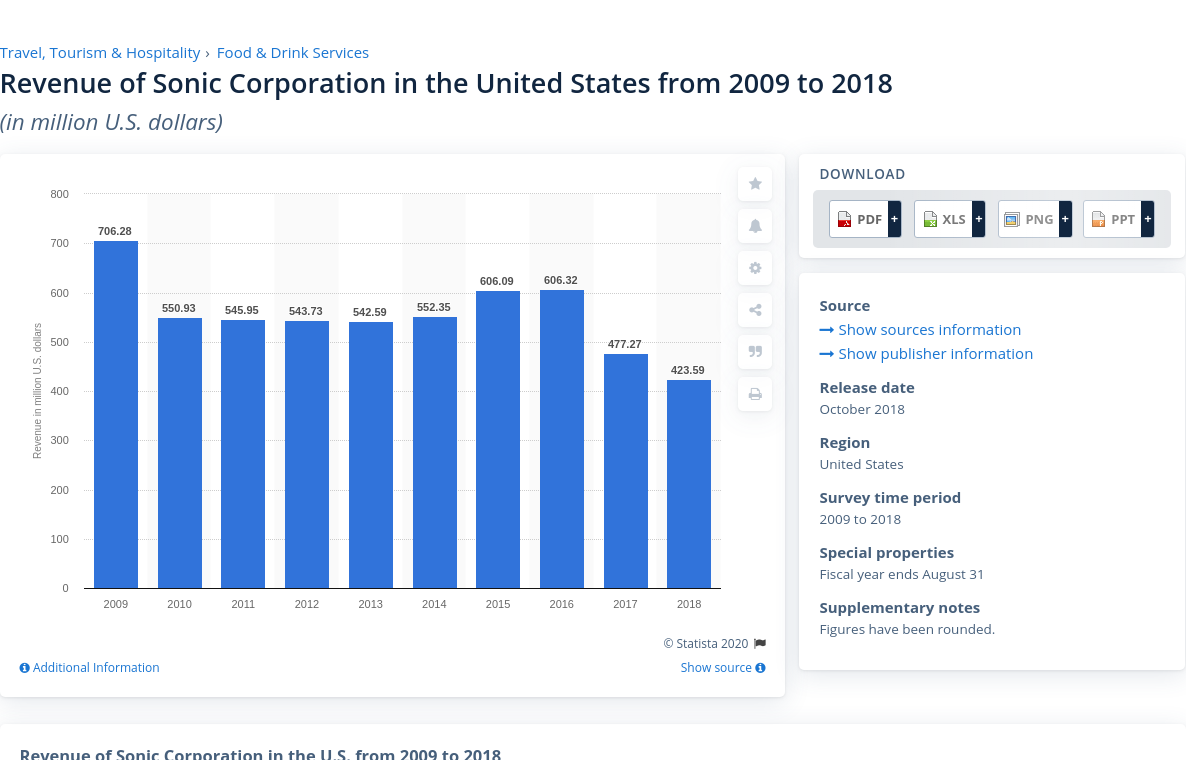 Travel, Tourism & Hospitality › Food & Drink Services
Revenue of Sonic Corporation in the United States from 2009 to 2018
(in million U.S. dollars)
Revenue in million U.S. dollars
800
700
600
500
400
300
200
100
0
706.28
550.93
545.95
543.73
542.59
552.35
606.09
606.32
477.27
423.59
2009
2010
2011
2012
2013
2014
2015
2016
2017
2018
© Statista 2020
Additional Information
Show source
DOWNLOAD
PDF +
XLS +
PNG +
PPT +
Source
Show sources information
Show publisher information
Release date
October 2018
Region
United States
Survey time period
2009 to 2018
Special properties
Fiscal year ends August 31
Supplementary notes
Figures have been rounded.
Revenue of Sonic Corporation in the U.S. from 2009 to 2018